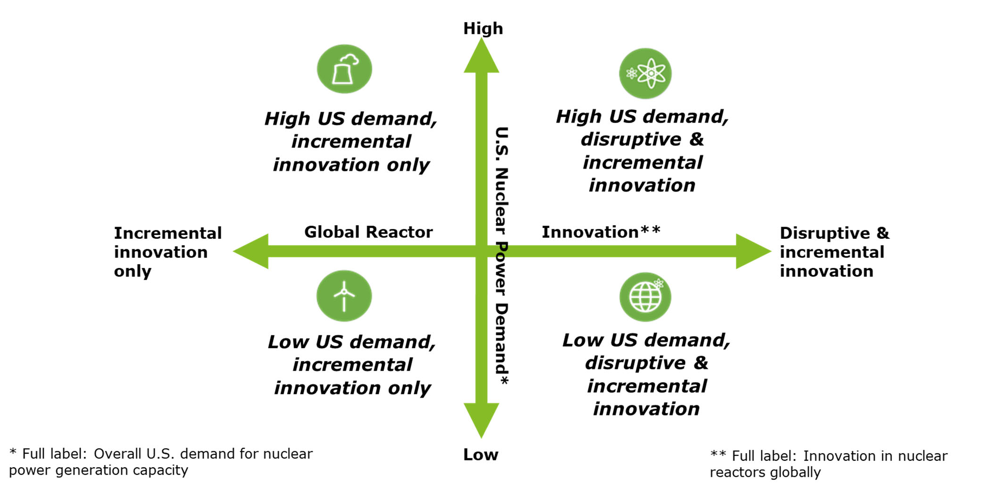 High
High US demand,
incremental
innovation only
High US demand,
disruptive &
incremental
innovation
U.S. Nuclear Power Demand*
Incremental
innovation
only
Global Reactor
Innovation**
Disruptive &
incremental
innovation
Low US demand,
incremental
innovation only
Low US demand,
disruptive &
incremental
innovation
Low
* Full label: Overall U.S. demand for nuclear
power generation capacity
** Full label: Innovation in nuclear
reactors globally